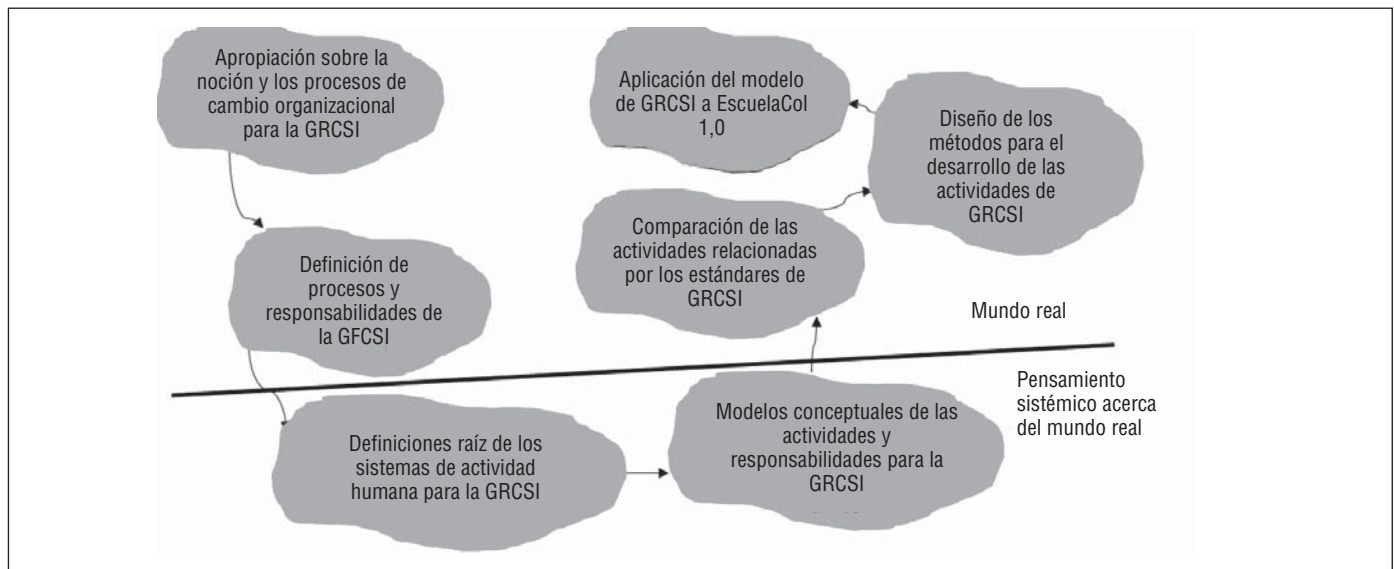 Apropiación sobre la
noción y los procesos de
cambio organizacional
para la GRCSI
Definición de
procesos y
responsabilidades de
la GFCSI
Definiciones raíz de los
sistemas de actividad
humana para la GRCSI
Modelos conceptuales de las
actividades y
responsabilidades para la
GRCSI
Comparación de las
actividades relacionadas
por los estándares de
GRCSI
Diseño de los
métodos para el
desarrollo de las
actividades de
GRCSI
Aplicación del modelo
de GRCSI a EscuelaCol
1,0
Mundo real
Pensamiento
sistémico acerca
del mundo real